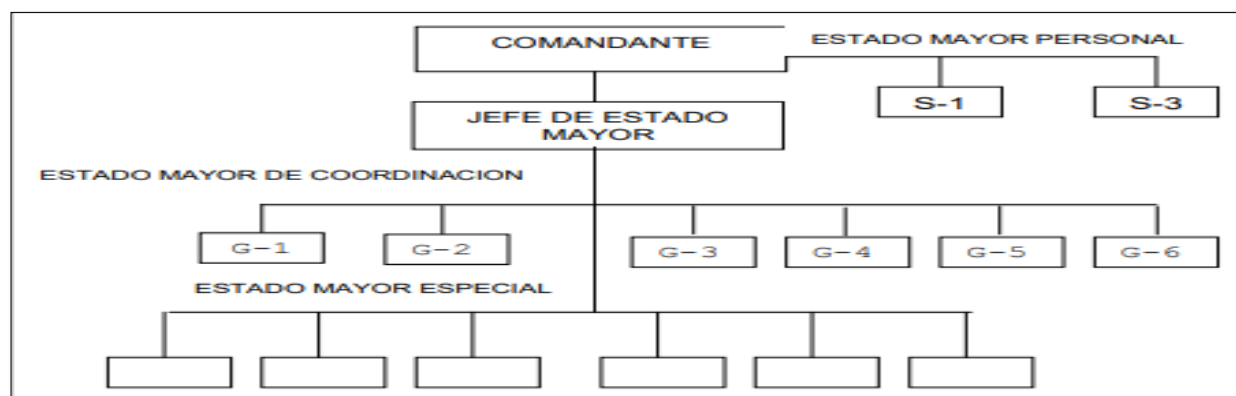 COMANDANTE
ESTADO MAYOR PERSONAL
S-1
S-3
JEFE DE ESTADO
MAYOR
ESTADO MAYOR DE COORDINACION
G-1
G-2
G-3
G-4
G-5
G-6
ESTADO MAYOR ESPECIAL